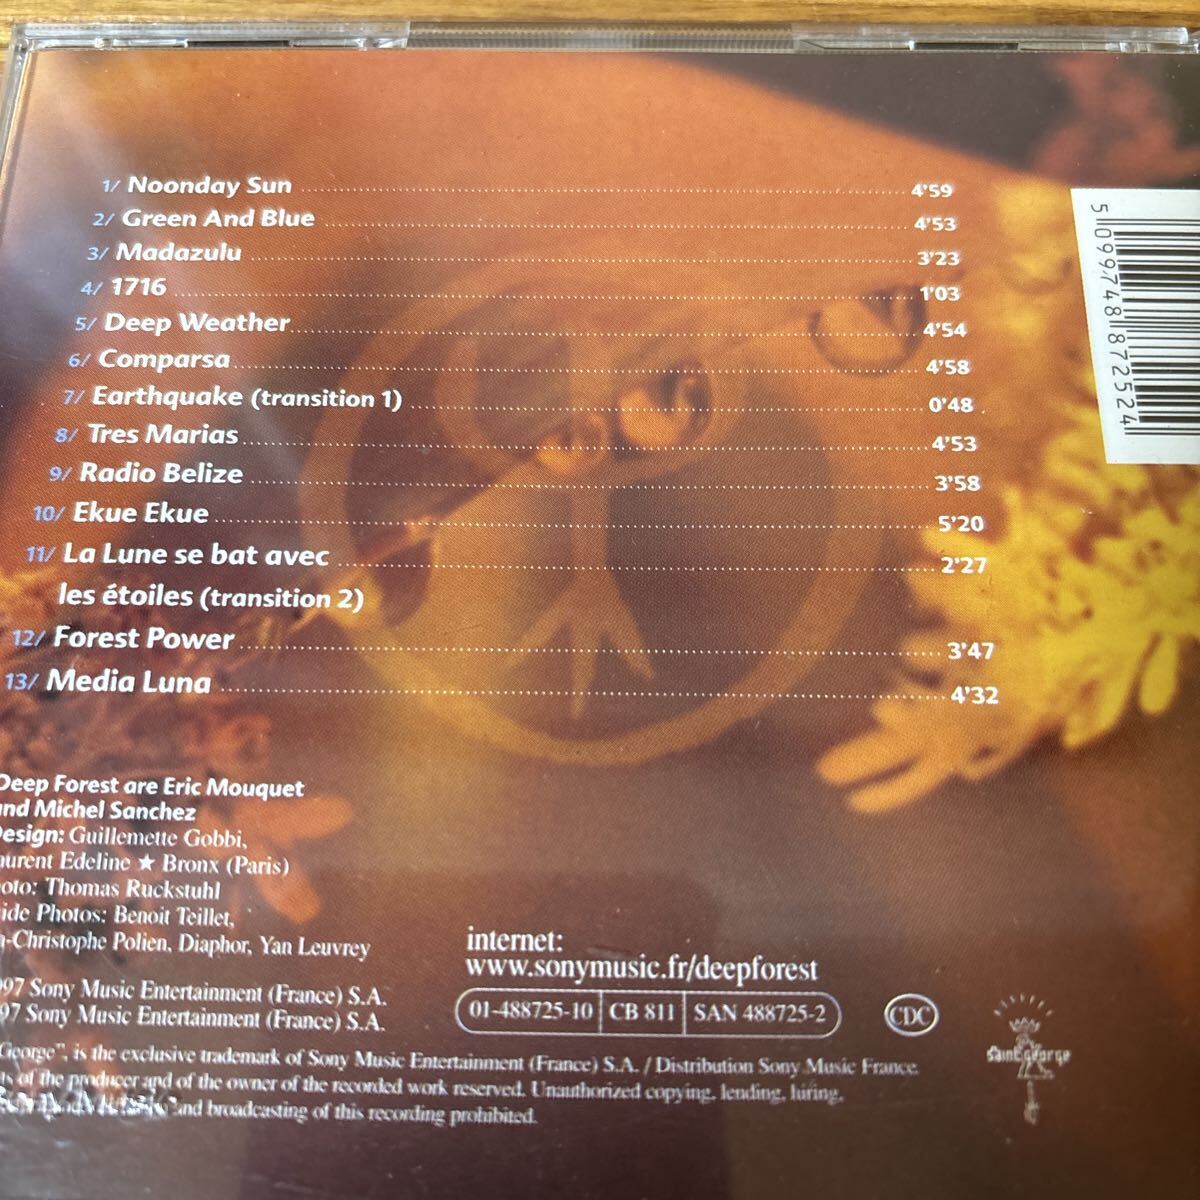 1/ Noonday Sun 4'59
2/ Green And Blue 4'53
3/ Madazulu 3'23
4/ 1716 1'03
5/ Deep Weather 4'54
6/ Comparsa 4'58
7/ Earthquake (transition 1) 0'48
8/ Tres Marias 4'53
9/ Radio Belize 3'58
10/ Ekue Ekue 5'20
11/ La Lune se bat avec 2'27
les étoiles (transition 2)
12/ Forest Power 3'47
13/ Media Luna 4'32
5 099748 872524
Deep Forest are Eric Mouquet
and Michel Sanchez
Design: Guillemette Gobbi,
aurent Edeline ★ Bronx (Paris)
oto: Thomas Ruckstuhl
ide Photos: Benoit Teillet,
-Christophe Polien, Diaphor, Yan Leuvrey
97 Sony Music Entertainment (France) S.A.
97 Sony Music Entertainment (France) S.A.
internet:
www.sonymusic.fr/deepforest
01-488725-10 CB 811 SAN 488725-2
CDC
Saint george
George", is the exclusive trademark of Sony Music Entertainment (France) S.A. / Distribution Sony Music France.
of the producer and of the owner of the recorded work reserved. Unauthorized copying, lending, hiring,
and broadcasting of this recording prohibited.